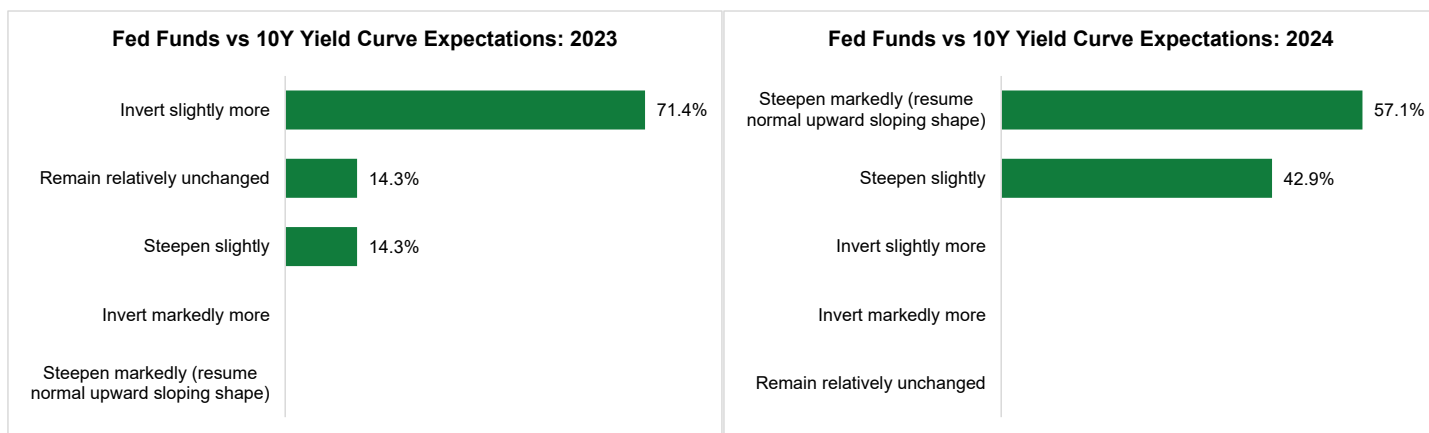 Fed Funds vs 10Y Yield Curve Expectations: 2023
Invert slightly more
71.4%
Remain relatively unchanged
14.3%
Steepen slightly
14.3%
Invert markedly more
Steepen markedly (resume
normal upward sloping shape)
Fed Funds vs 10Y Yield Curve Expectations: 2024
Steepen markedly (resume
normal upward sloping shape)
57.1%
Steepen slightly
42.9%
Invert slightly more
Invert markedly more
Remain relatively unchanged